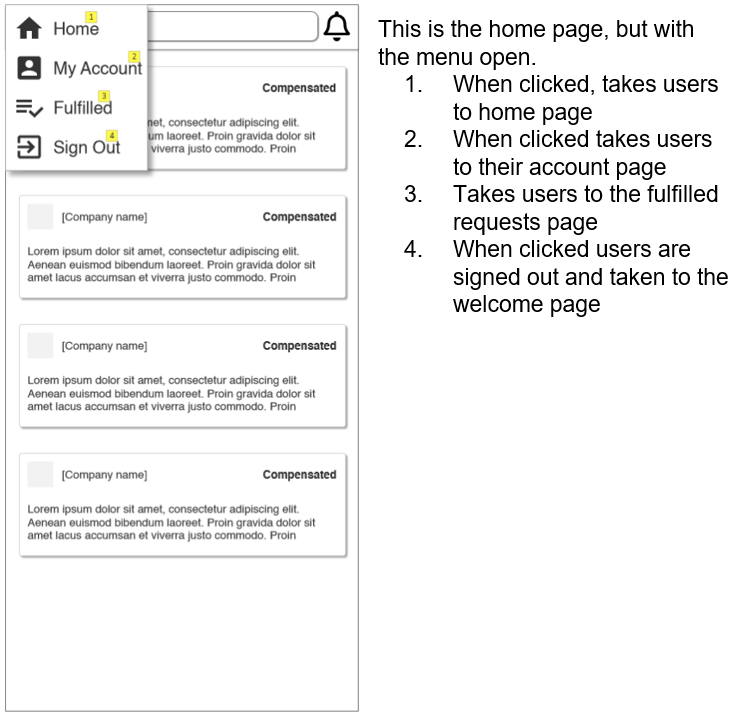 1
Home
2
My Account
3
Fulfilled
4
Sign Out
Compensated
met, consectetur adipiscing elit.
um laoreet. Proin gravida dolor sit
viverra justo commodo. Proin
[Company name] Compensated
Lorem ipsum dolor sit amet, consectetur adipiscing elit.
Aenean euismod bibendum laoreet. Proin gravida dolor sit
amet lacus accumsan et viverra justo commodo. Proin
[Company name] Compensated
Lorem ipsum dolor sit amet, consectetur adipiscing elit.
Aenean euismod bibendum laoreet. Proin gravida dolor sit
amet lacus accumsan et viverra justo commodo. Proin
[Company name] Compensated
Lorem ipsum dolor sit amet, consectetur adipiscing elit.
Aenean euismod bibendum laoreet. Proin gravida dolor sit
amet lacus accumsan et viverra justo commodo. Proin
This is the home page, but with
the menu open.
1. When clicked, takes users
to home page
2. When clicked takes users
to their account page
3. Takes users to the fulfilled
requests page
4. When clicked users are
signed out and taken to the
welcome page